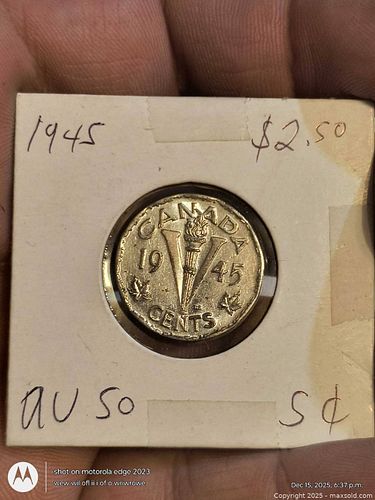 1945 $2.50
CANADA
19 45
CENTS
AU 50 5¢
shot on motorola edge 2023
Dec 15, 2025, 6:37 p.m.
Copyright 2025 - maxsold.com